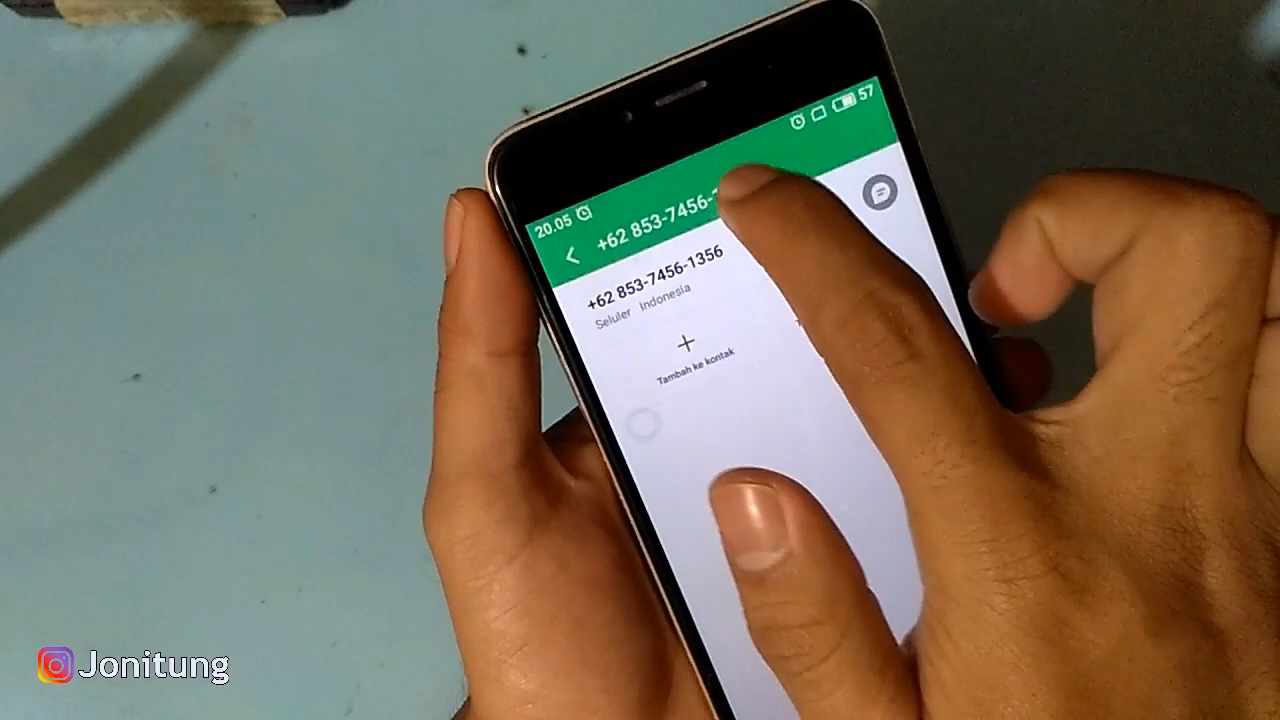 20.05
57
+62 853-7456-
+62 853-7456-1356
Seluler Indonesia
+
Tambah ke kontak
Jonitung